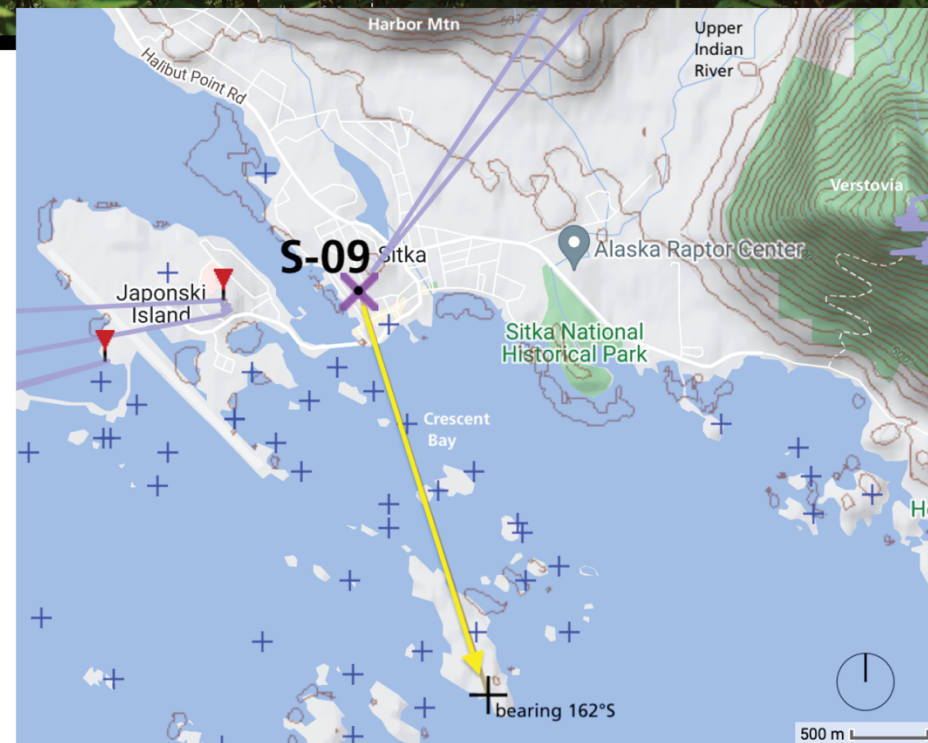 Harbor Mtn
Upper
Indian
River
Halibut Point Rd
Verstovia
S-09
Sitka
Alaska Raptor Center
Japonski
Island
Sitka National
Historical Park
Crescent
Bay
bearing 162°S
500 m